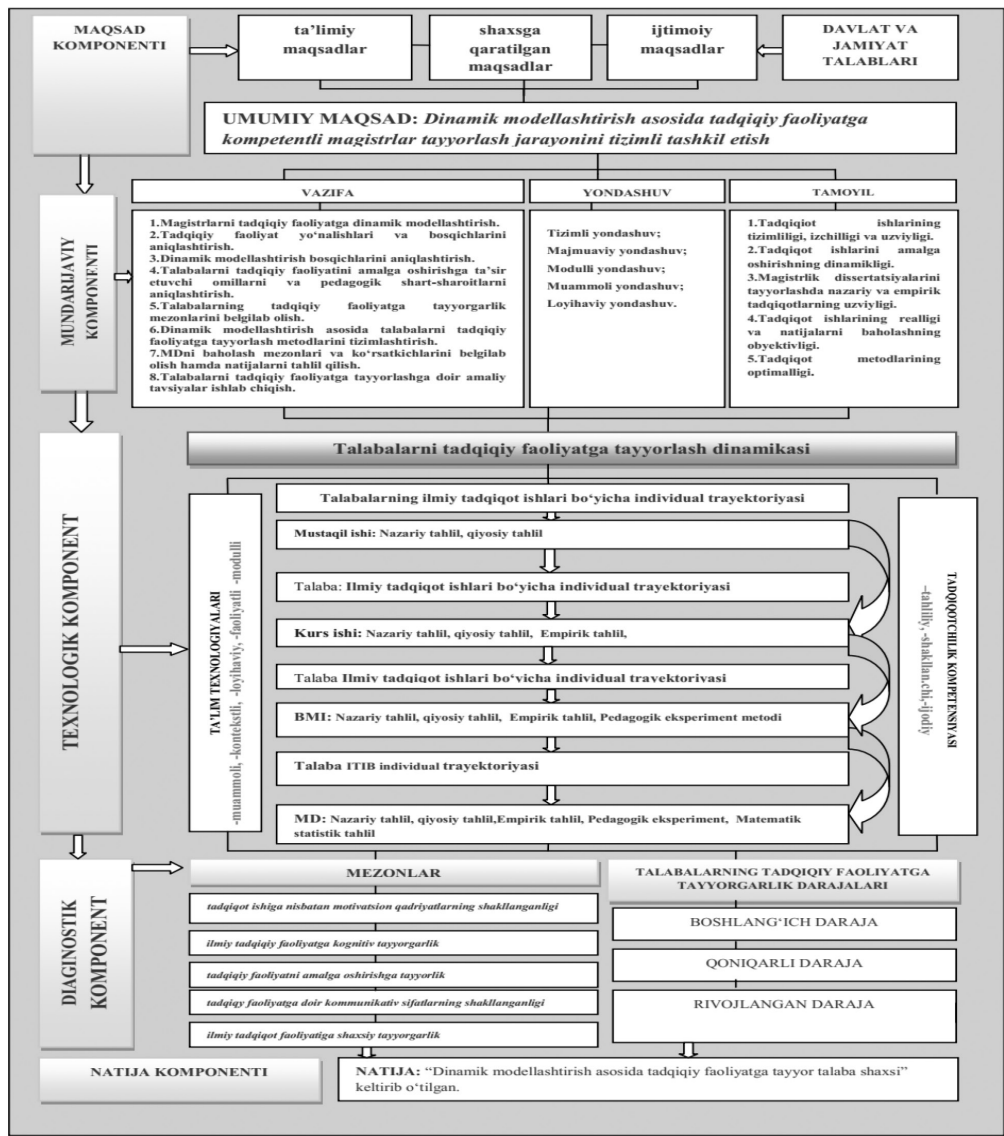 MAQSAD
KOMPONENTI
ta’limiy
maqsadlar
shaxsga
qaratilgan
maqsadlar
ijtimoiy
maqsadlar
DAVLAT VA
JAMIYAT
TALABLARI
UMUMIY MAQSAD: Dinamik modellashtirish asosida tadqiqiy faoliyatga
kompetentli magistrlar tayyorlash jarayonini tizimli tashkil etish
MUNDARIJAVIY
KOMPONENTI
VAZIFA
1.Magistrlarni tadqiqiy faoliyatga dinamik modellashtirish.
2.Tadqiqiy faoliyat yo‘nalishlari va bosqichlarini
aniqlashtirish.
3.Dinamik modellashtirish bosqichlarini aniqlashtirish.
4.Talabalarni tadqiqiy faoliyatini amalga oshirishga ta’sir
etuvchi omillarni va pedagogik shart-sharoitlarni
aniqlashtirish.
5.Talabalarning tadqiqiy faoliyatga tayyorgarlik
mezonlarini belgilab olish.
6.Dinamik modellashtirish asosida talabalarni tadqiqiy
faoliyatga tayyorlash metodlarini tizimlashtirish.
7.MDni baholash mezonlari va ko‘rsatkichlarini belgilab
olish hamda natijalarni tahlil qilish.
8.Talabalarni tadqiqiy faoliyatga tayyorlashga doir amaliy
tavsiyalar ishlab chiqish.
YONDASHUV
Tizimli yondashuv;
Majmuaviy yondashuv;
Modulli yondashuv;
Muammoli yondashuv;
Loyihaviy yondashuv.
TAMOYIL
1.Tadqiqiot ishlarining
tizimliligi, izchilligi va uzviyligi.
2.Tadqiqot ishlarini amalga
oshirishning dinamikligi.
3.Magistrlik dissertatsiyalarini
tayyorlashda nazariy va empirik
tadqiqotlarning uzviyligi.
4.Tadqiqot ishlarining realligi
va natijalarni baholashning
obyektivligi.
5.Tadqiqot metodlarining
optimalligi.
TEXNOLOGIK KOMPONENT
Talabalarni tadqiqiy faoliyatga tayyorlash dinamikasi
TA’LIM TEXNOLOGIYALARI
-muammoli, -kontekstli, -loyihaviy, -faoliyatli -modulli
Talabalarning ilmiy tadqiqot ishlari bo‘yicha individual trayektoriyasi
Mustaqil ishi: Nazariy tahlil, qiyosiy tahlil
Talaba: Ilmiy tadqiqot ishlari bo‘yicha individual trayektoriyasi
Kurs ishi: Nazariy tahlil, qiyosiy tahlil, Empirik tahlil,
Talaba Ilmiy tadqiqot ishlari bo‘yicha individual travektoriyasi
BMI: Nazariy tahlil, qiyosiy tahlil, Empirik tahlil, Pedagogik eksperiment metodi
Talaba ITIB individual trayektoriyasi
MD: Nazariy tahlil, qiyosiy tahlil,Empirik tahlil, Pedagogik eksperiment, Matematik
statistik tahlil
TADQIQOTCHILIK KOMPETENSIYASI
–tahliliy,-shakllan.chi,-ijodiy
DIAGNOSTIK
KOMPONENT
MEZONLAR
tadqiqot ishiga nisbatan motivatsion qadriyatlarning shakllanganligi
ilmiy tadqiqiy faoliyatga kognitiv tayyorgarlik
tadqiqiy faoliyatni amalga oshirishga tayyorlik
tadqiqy faoliyatga doir kommunikativ sifatlarning shakllanganligi
ilmiy tadqiqot faoliyatiga shaxsiy tayyorgarlik
TALABALARNING TADQIQIY FAOLIYATGA
TAYYORGARLIK DARAJALARI
BOSHLANG‘ICH DARAJA
QONIQARLI DARAJA
RIVOJLANGAN DARAJA
NATIJA KOMPONENTI
NATIJA: “Dinamik modellashtirish asosida tadqiqiy faoliyatga tayyor talaba shaxsi”
keltirib o‘tilgan.